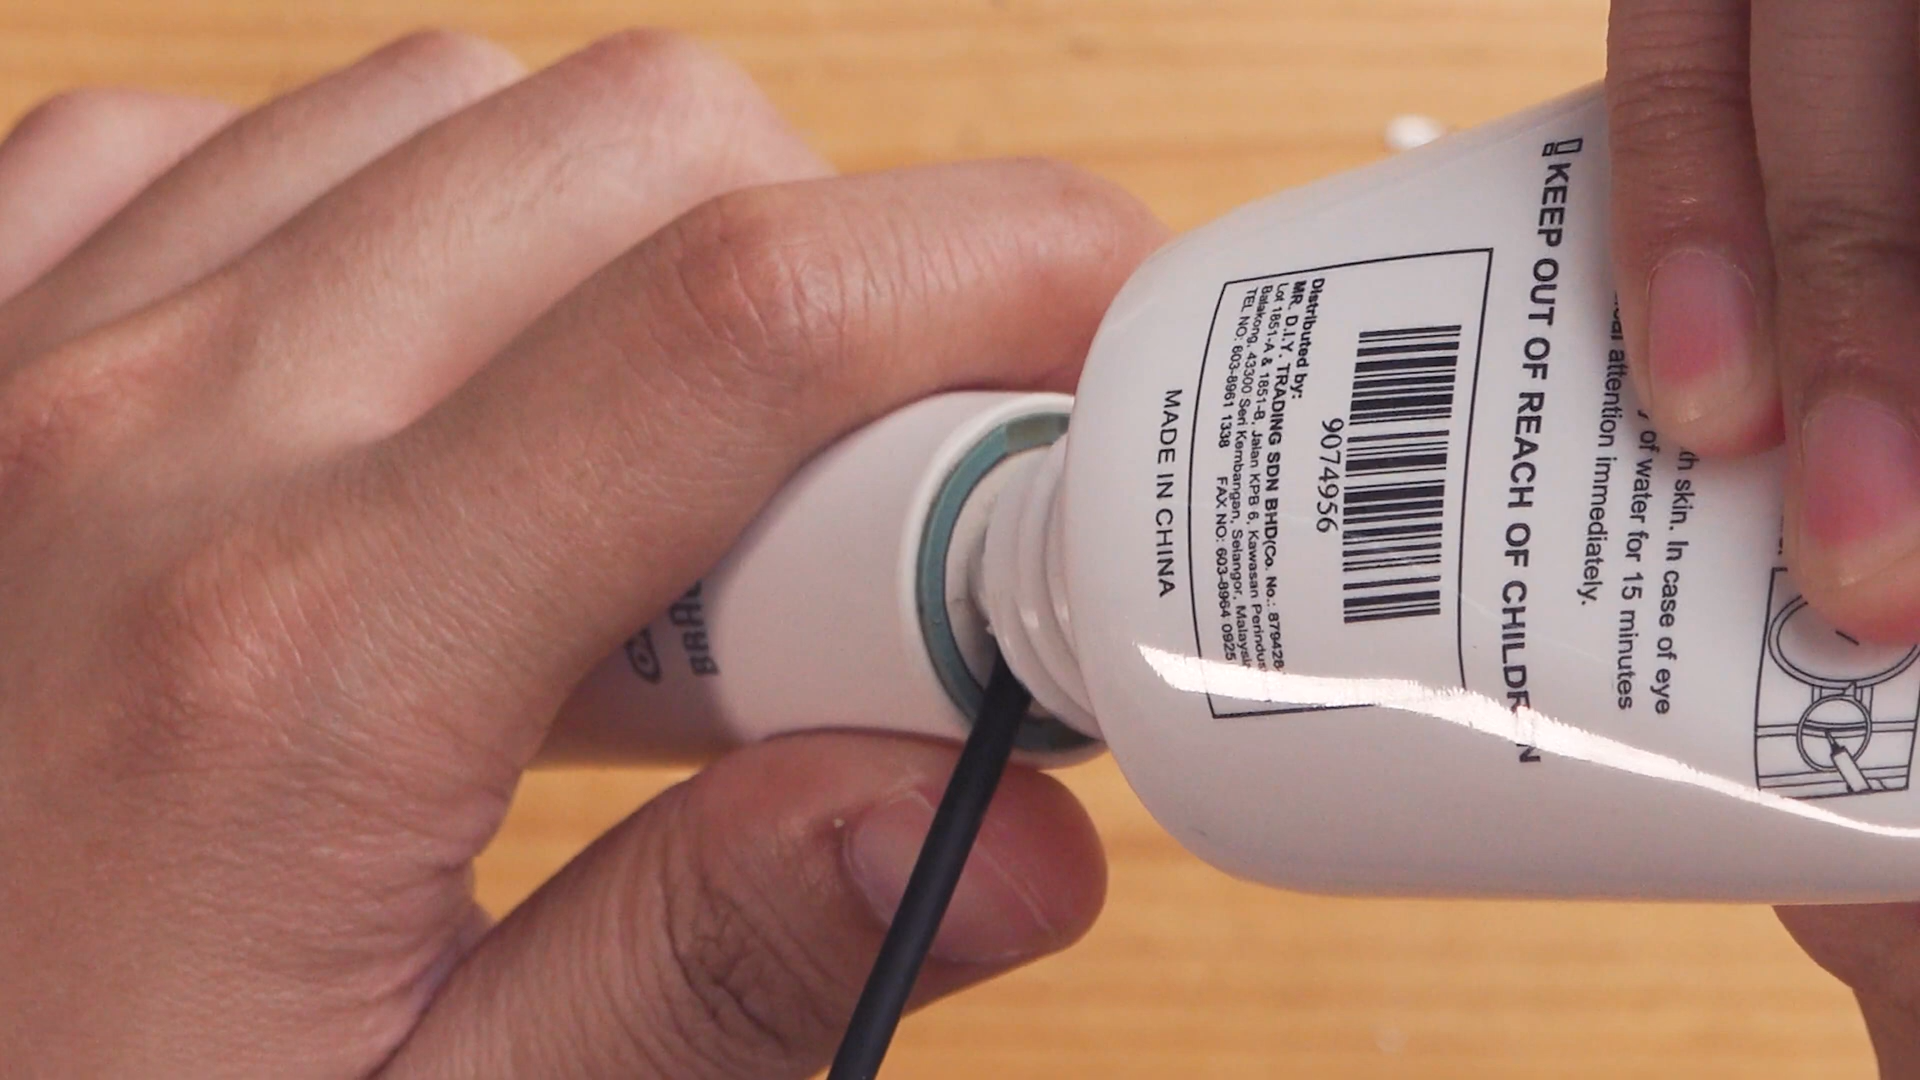 KEEP OUT OF REACH OF CHILDREN
th skin. In case of eye
of water for 15 minutes
attention immediately.
9074956
Distributed by:
MR. D.I.Y. TRADING SDN BHD(Co. No.: 879428
Lot 1851-A & 1851-B, Jalan KPB 6, Kawasan Perindus
Balakong, 43300 Seri Kembangan, Selangor, Malaysi
TEL NO: 603-8961 1338 FAX NO: 603-8964 0925
MADE IN CHINA